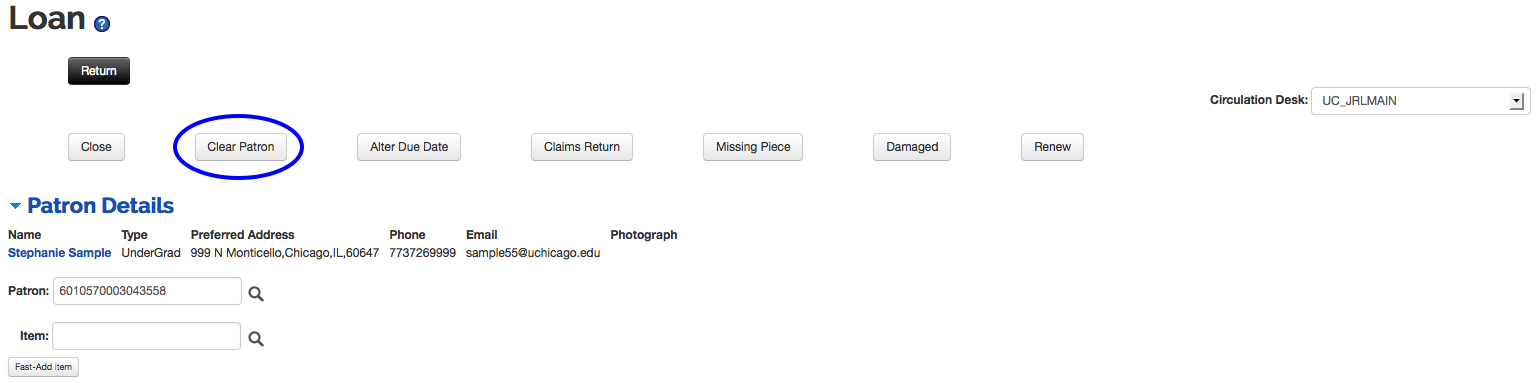 Loan ?
Return
Circulation Desk: UC_JRLMAIN
Close Clear Patron Alter Due Date Claims Return Missing Piece Damaged Renew
Patron Details
Name Type Preferred Address Phone Email Photograph
Stephanie Sample UnderGrad 999 N Monticello,Chicago,IL,60647 7737269999 sample55@uchicago.edu
Patron: 6010570003043558
Item:
Fast-Add Item